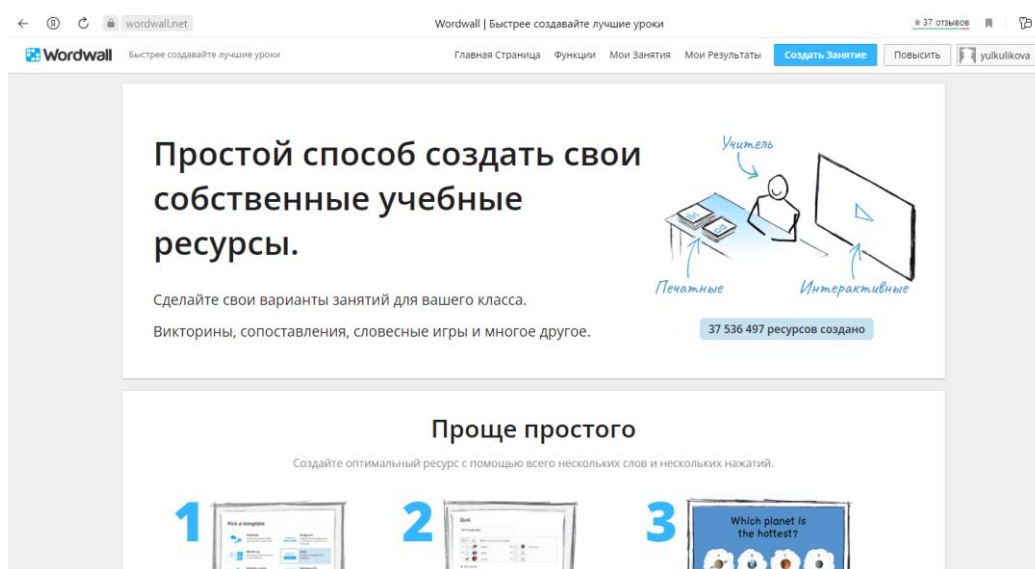 wordwall.net
Wordwall | Быстрее создавайте лучшие уроки
★ 37 отзывов
Wordwall
Быстрее создавайте лучшие уроки
Главная Страница Функции Мои Занятия Мои Результаты Создать Занятие Повысить yulkulikova
Простой способ создать свои
собственные учебные
ресурсы.
Сделайте свои варианты занятий для вашего класса.
Викторины, сопоставления, словесные игры и многое другое.
Учитель
Печатные
Интерактивные
37 536 497 ресурсов создано
Проще простого
Создайте оптимальный ресурс с помощью всего нескольких слов и нескольких нажатий.
1
Pick a template
2
Quiz
3
Which planet is
the hottest?